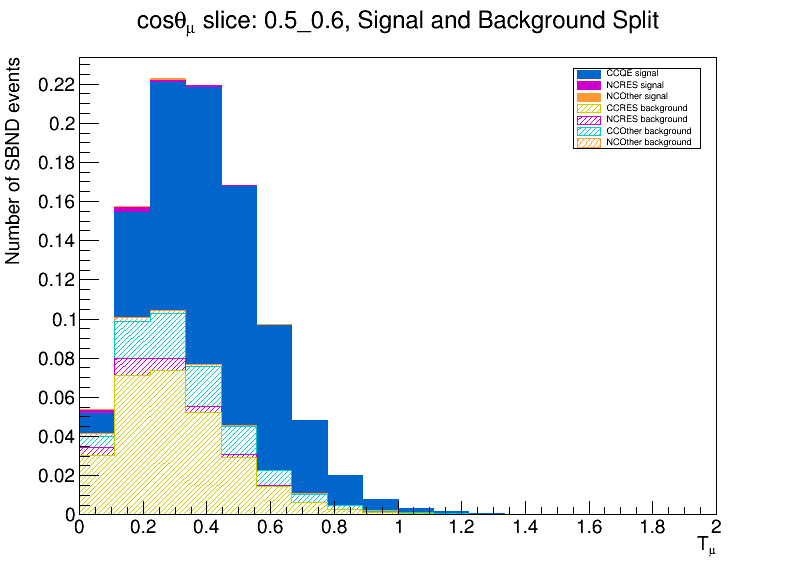 cosθμ slice: 0.5_0.6, Signal and Background Split
Number of SBND events
0.22
0.2
0.18
0.16
0.14
0.12
0.1
0.08
0.06
0.04
0.02
0
CCQE signal
NCRES signal
NCOther signal
CCRES background
NCRES background
CCOther background
NCOther background
0 0.2 0.4 0.6 0.8 1 1.2 1.4 1.6 1.8 2
Tμ